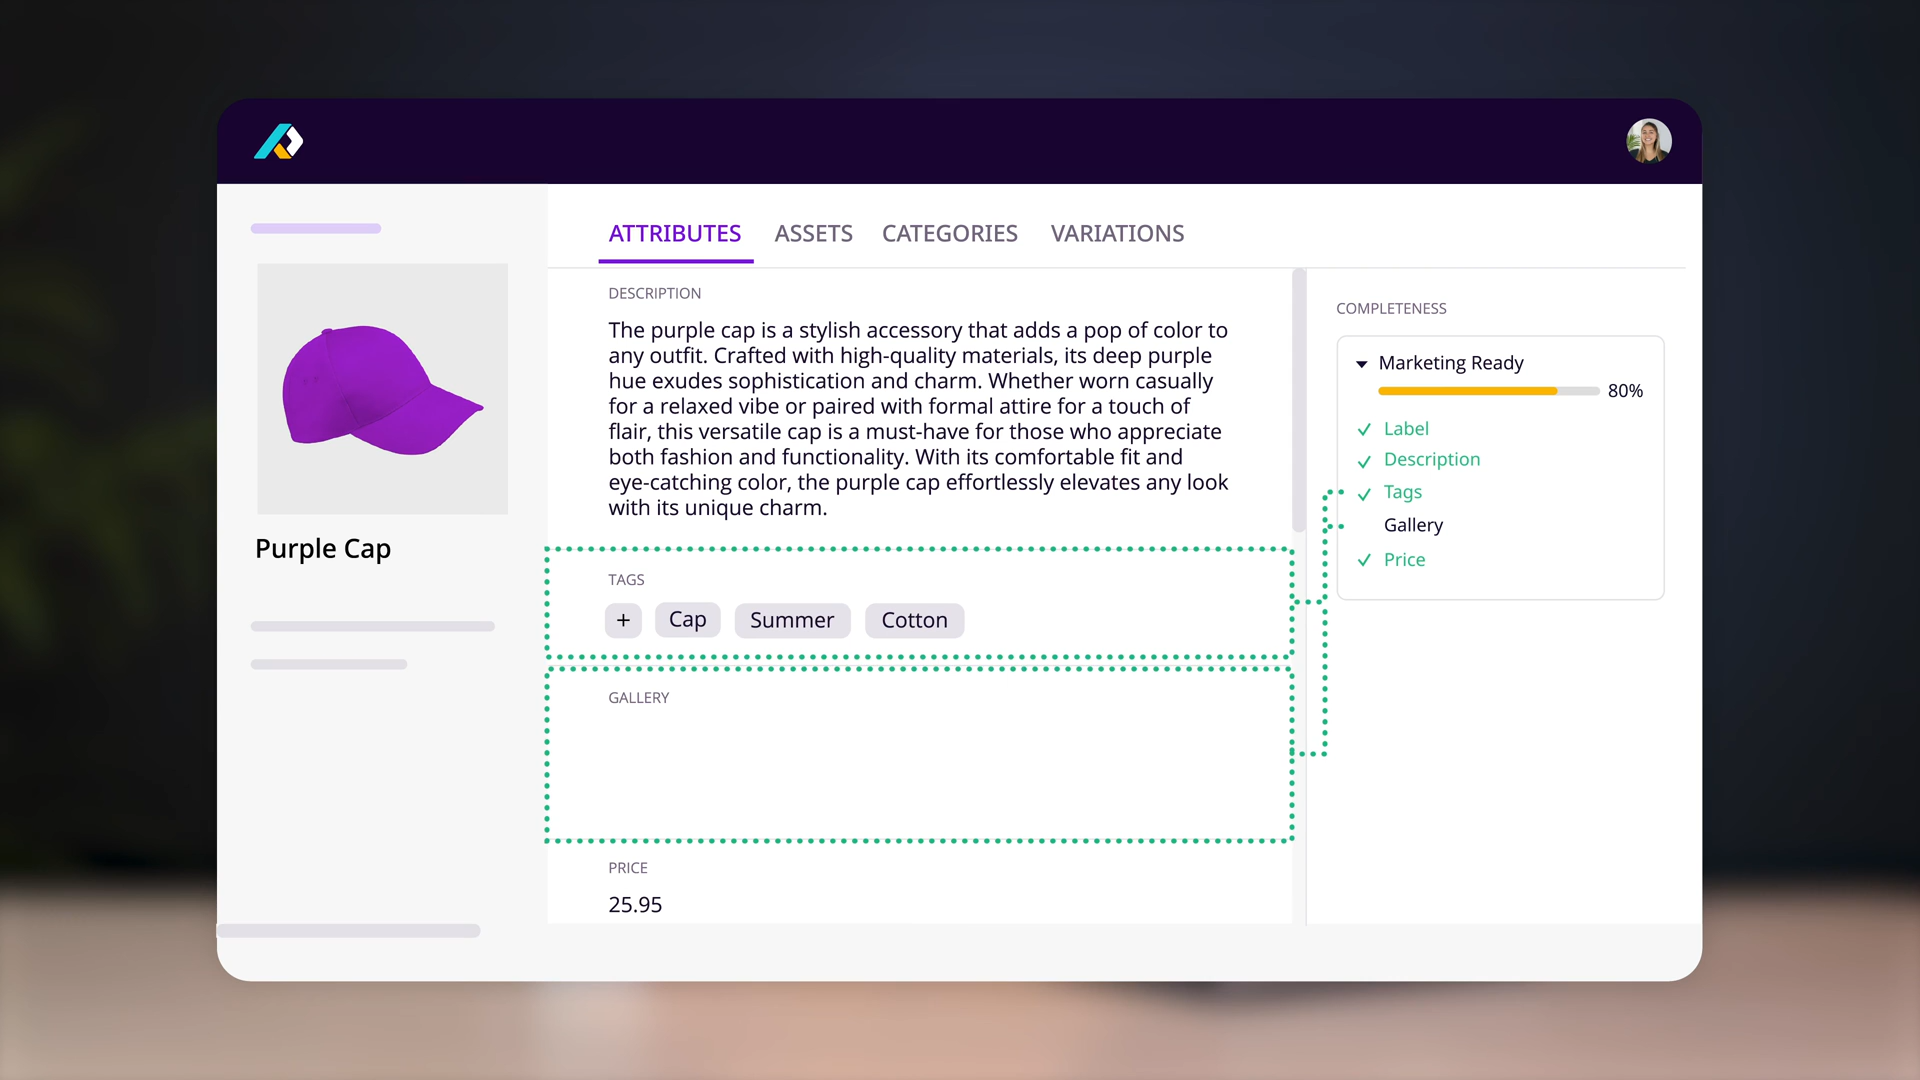 ATTRIBUTES ASSETS CATEGORIES VARIATIONS
Purple Cap
DESCRIPTION
The purple cap is a stylish accessory that adds a pop of color to
any outfit. Crafted with high-quality materials, its deep purple
hue exudes sophistication and charm. Whether worn casually
for a relaxed vibe or paired with formal attire for a touch of
flair, this versatile cap is a must-have for those who appreciate
both fashion and functionality. With its comfortable fit and
eye-catching color, the purple cap effortlessly elevates any look
with its unique charm.
TAGS
+ Cap Summer Cotton
GALLERY
PRICE
25.95
COMPLETENESS
Marketing Ready
80%
Label
Description
Tags
Gallery
Price